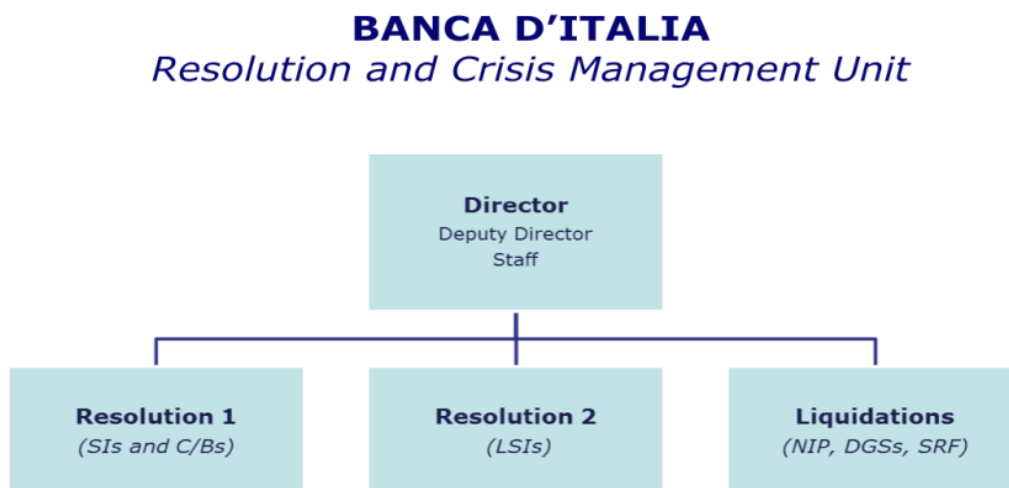 BANCA D’ITALIA
Resolution and Crisis Management Unit
Director
Deputy Director
Staff
Resolution 1
(SIs and C/Bs)
Resolution 2
(LSIs)
Liquidations
(NIP, DGSs, SRF)